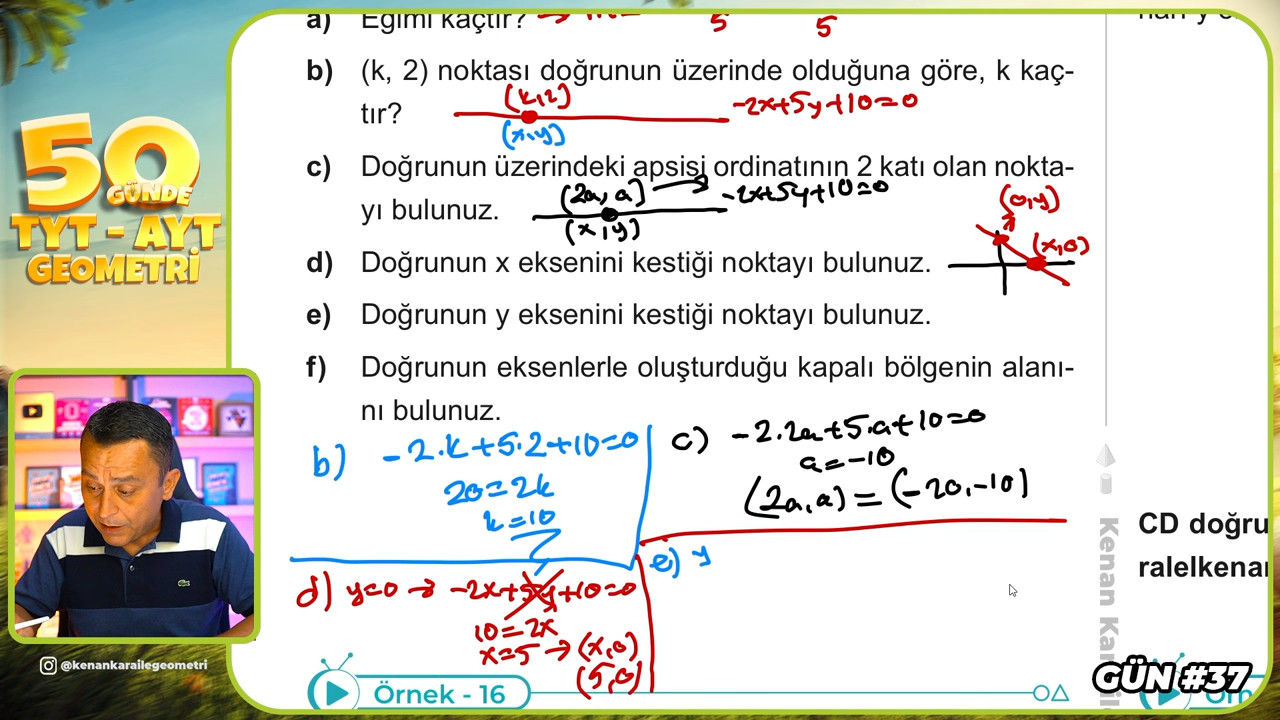 a) Eğimi kaçtır?
5
5
b) (k, 2) noktası doğrunun üzerinde olduğuna göre, k kaç-
tır?
(k,2)
-2x+5y+10=0
(x,y)
c) Doğrunun üzerindeki apsisi ordinatının 2 katı olan nokta-
yı bulunuz.
(2a, a) → -2x+5y+10=0
(x,y)
(0,y)
(x,0)
d) Doğrunun x eksenini kestiği noktayı bulunuz.
e) Doğrunun y eksenini kestiği noktayı bulunuz.
f) Doğrunun eksenlerle oluşturduğu kapalı bölgenin alanı-
nı bulunuz.
b) -2.k+5.2+10=0
20=2k
k=10
c) -2.2a+5.a+10=0
a=-10
(2a,a)=(-20,-10)
d) y=0 → -2x+5y+10=0
10=2x
x=5 → (x,0)
(5,0)
e) y
Örnek - 16
50
GÜNDE
TYT - AYT
GEOMETRİ
@kenankarailegeometri
CD doğru
ralelkena
Kenan Kar
GÜN #37